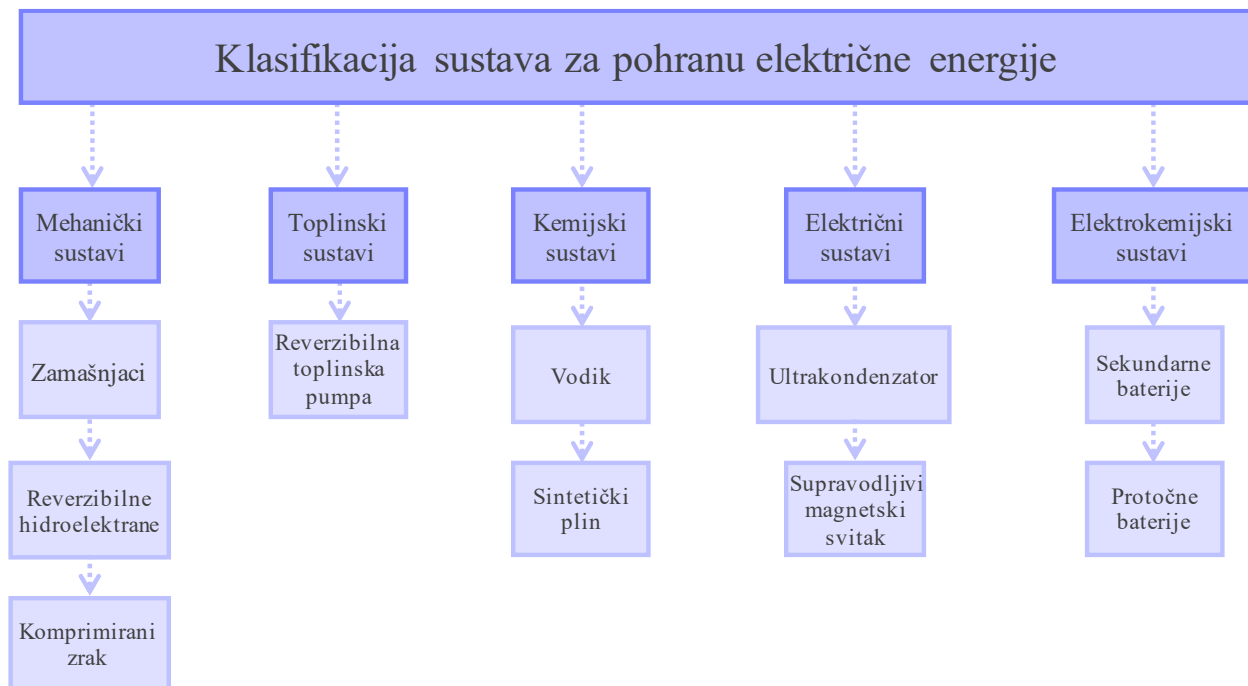 Klasifikacija sustava za pohranu električne energije
Mehanički
sustavi
Toplinski
sustavi
Kemijski
sustavi
Električni
sustavi
Elektrokemijski
sustavi
Zamašnjaci
Reverzibilna
toplinska
pumpa
Vodik
Ultrakondenzator
Sekundarne
baterije
Reverzibilne
hidroelektrane
Sintetički
plin
Supravodljivi
magnetski
svitak
Protočne
baterije
Komprimirani
zrak